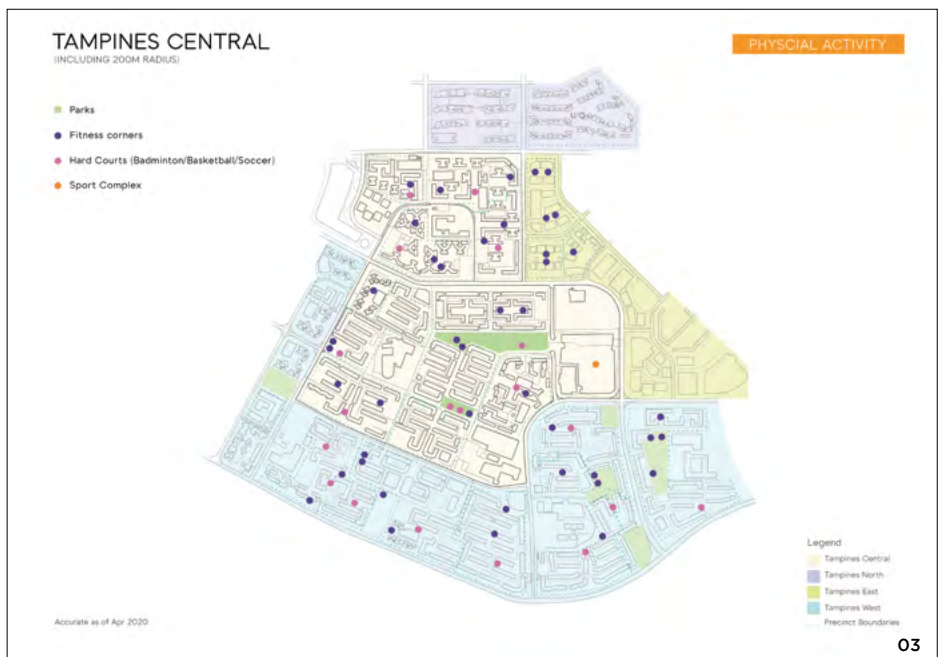 TAMPINES CENTRAL
(INCLUDING 200M RADIUS)
PHYSCIAL ACTIVITY
Parks
Fitness corners
Hard Courts (Badminton/Basketball/Soccer)
Sport Complex
Legend
Tampines Central
Tampines North
Tampines East
Tampines West
Precinct Boundaries
Accurate as of Apr 2020
03